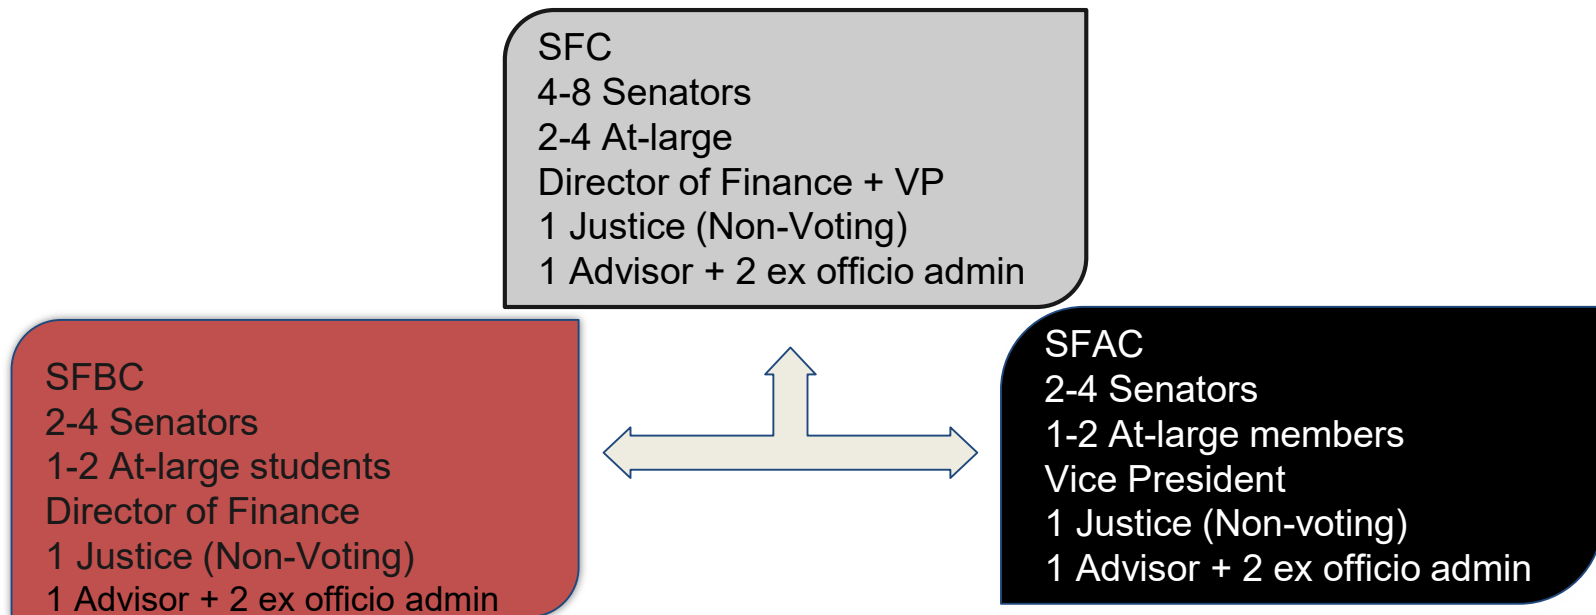 SFC
4-8 Senators
2-4 At-large
Director of Finance + VP
1 Justice (Non-Voting)
1 Advisor + 2 ex officio admin
SFBC
2-4 Senators
1-2 At-large students
Director of Finance
1 Justice (Non-Voting)
1 Advisor + 2 ex officio admin
SFAC
2-4 Senators
1-2 At-large members
Vice President
1 Justice (Non-voting)
1 Advisor + 2 ex officio admin